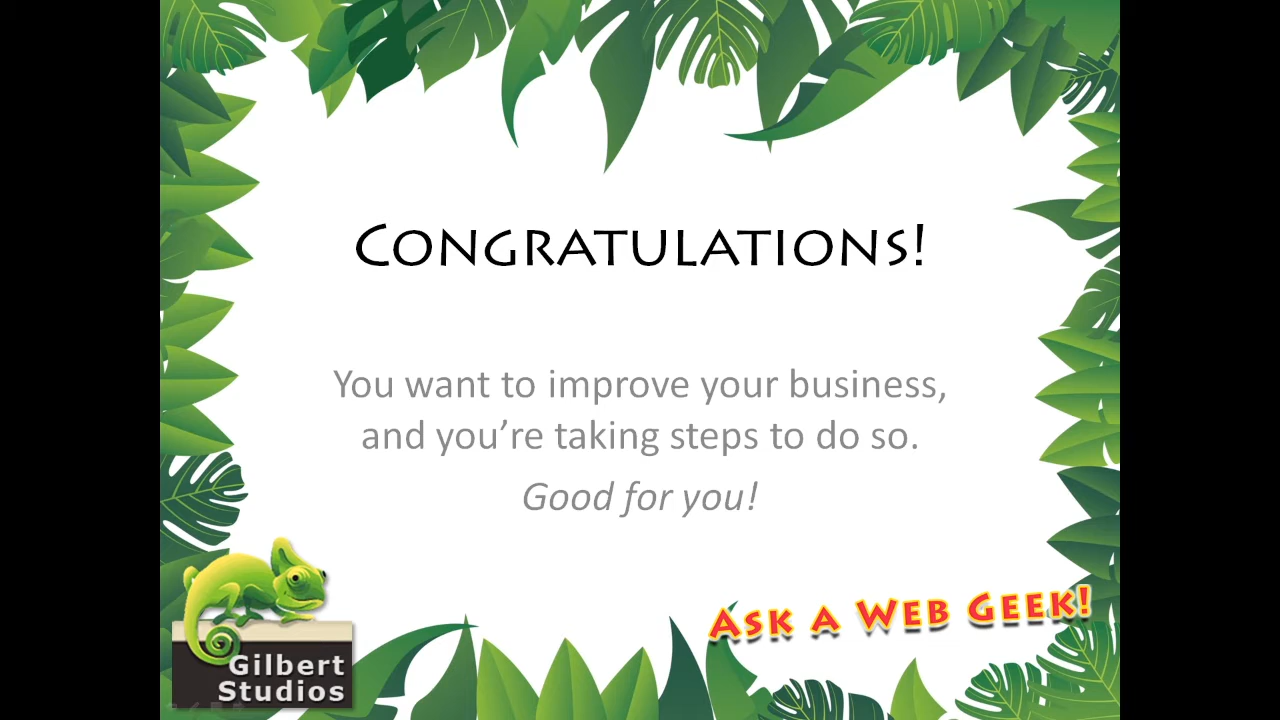 Congratulations!
You want to improve your business,
and you’re taking steps to do so.
Good for you!
Ask a Web Geek!
Gilbert
Studios